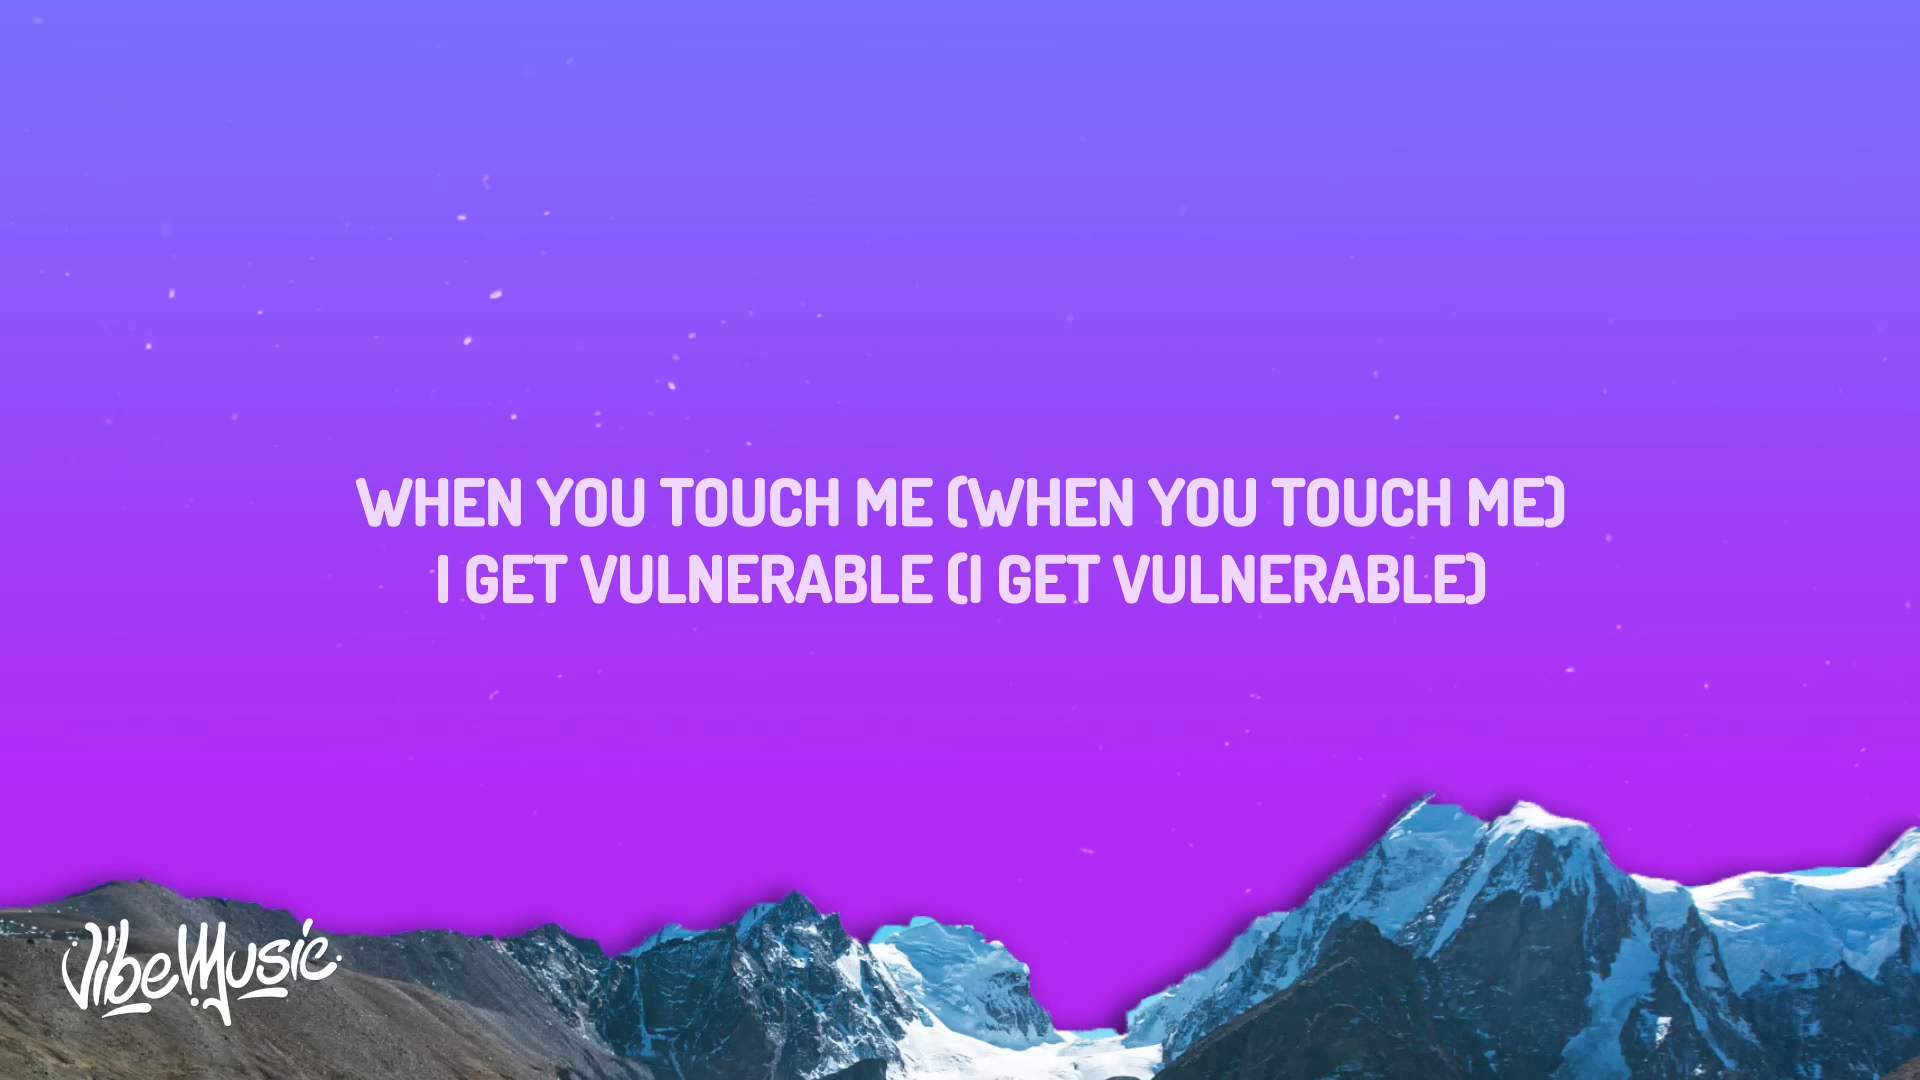 WHEN YOU TOUCH ME (WHEN YOU TOUCH ME)
I GET VULNERABLE (I GET VULNERABLE)
VibeMusic